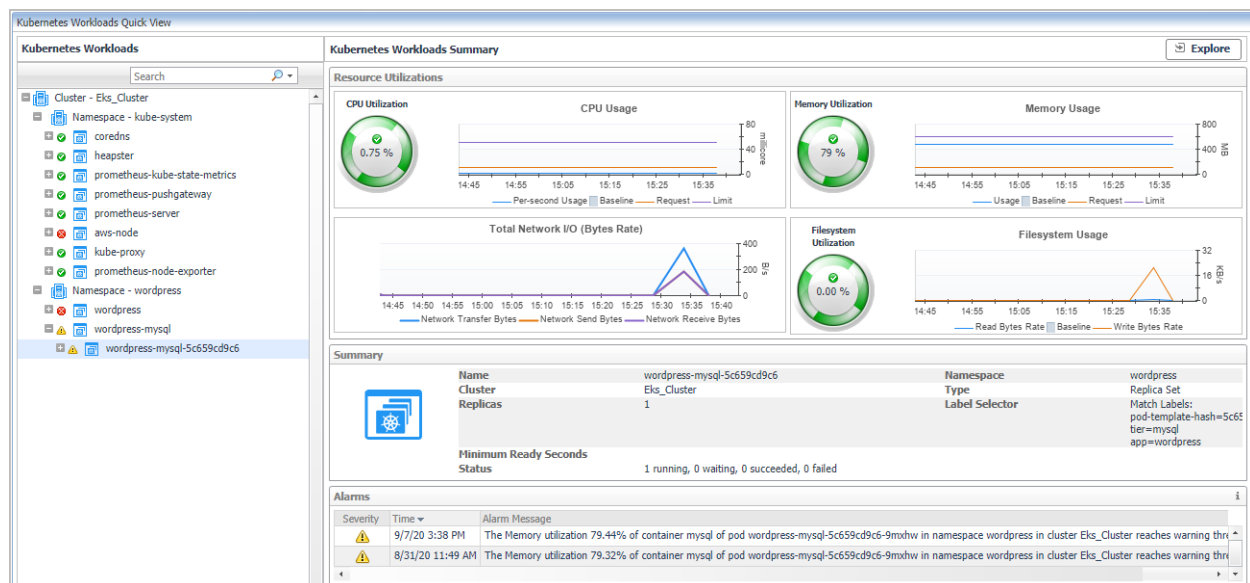 Kubernetes Workloads Quick View
Kubernetes Workloads
Search
Cluster - Eks_Cluster
Namespace - kube-system
coredns
heapster
prometheus-kube-state-metrics
prometheus-pushgateway
prometheus-server
aws-node
kube-proxy
prometheus-node-exporter
Namespace - wordpress
wordpress
wordpress-mysql
wordpress-mysql-5c659cd9c6
Kubernetes Workloads Summary
Explore
Resource Utilizations
CPU Utilization
0.75 %
CPU Usage
80
40
0
millicore
14:45 14:55 15:05 15:15 15:25 15:35
Per-second Usage Baseline Request Limit
Memory Utilization
79 %
Memory Usage
800
400
0
MB
14:45 14:55 15:05 15:15 15:25 15:35
Usage Baseline Request Limit
Total Network I/O (Bytes Rate)
400
200
0
B/s
14:45 14:50 14:55 15:00 15:05 15:10 15:15 15:20 15:25 15:30 15:35 15:40
Network Transfer Bytes Network Send Bytes Network Receive Bytes
Filesystem
Utilization
0.00 %
Filesystem Usage
32
16
0
KB/s
14:45 14:55 15:05 15:15 15:25 15:35
Read Bytes Rate Baseline Write Bytes Rate
Summary
Name wordpress-mysql-5c659cd9c6 Namespace wordpress
Cluster Eks_Cluster Type Replica Set
Replicas 1 Label Selector Match Labels:
pod-template-hash=5c65
tier=mysql
app=wordpress
Minimum Ready Seconds
Status 1 running, 0 waiting, 0 succeeded, 0 failed
Alarms
Severity Time Alarm Message
9/7/20 3:38 PM The Memory utilization 79.44% of container mysql of pod wordpress-mysql-5c659cd9c6-9mxhw in namespace wordpress in cluster Eks_Cluster reaches warning thre
8/31/20 11:49 AM The Memory utilization 79.32% of container mysql of pod wordpress-mysql-5c659cd9c6-9mxhw in namespace wordpress in cluster Eks_Cluster reaches warning thre